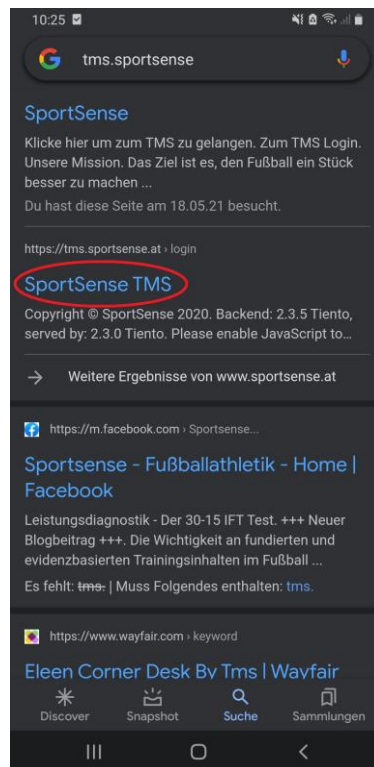 10:25
tms.sportsense
SportSense
Klicke hier um zum TMS zu gelangen. Zum TMS Login.
Unsere Mission. Das Ziel ist es, den Fußball ein Stück
besser zu machen ...
Du hast diese Seite am 18.05.21 besucht.
https://tms.sportsense.at › login
SportSense TMS
Copyright © SportSense 2020. Backend: 2.3.5 Tiento,
served by: 2.3.0 Tiento. Please enable JavaScript to...
→ Weitere Ergebnisse von www.sportsense.at
https://m.facebook.com › Sportsense...
Sportsense - Fußballathletik - Home |
Facebook
Leistungsdiagnostik - Der 30-15 IFT Test. +++ Neuer
Blogbeitrag +++. Die Wichtigkeit an fundierten und
evidenzbasierten Trainingsinhalten im Fußball ...
Es fehlt: tms. | Muss Folgendes enthalten: tms.
https://www.wayfair.com › keyword
Eleen Corner Desk By Tms | Wayfair
Discover Snapshot Suche Sammlungen